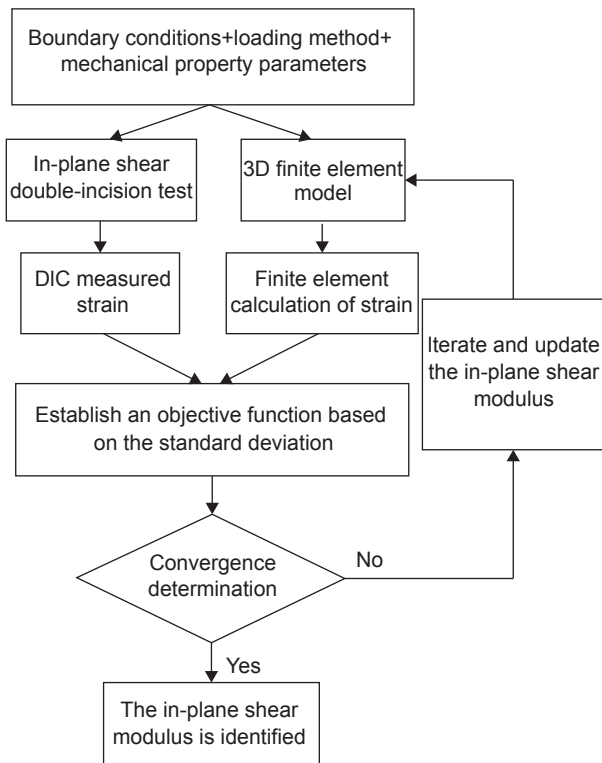 Boundary conditions+loading method+
mechanical property parameters
In-plane shear
double-incision test
3D finite element
model
DIC measured
strain
Finite element
calculation of strain
Iterate and update
the in-plane shear
modulus
Establish an objective function based
on the standard deviation
Convergence
determination
No
Yes
The in-plane shear
modulus is identified